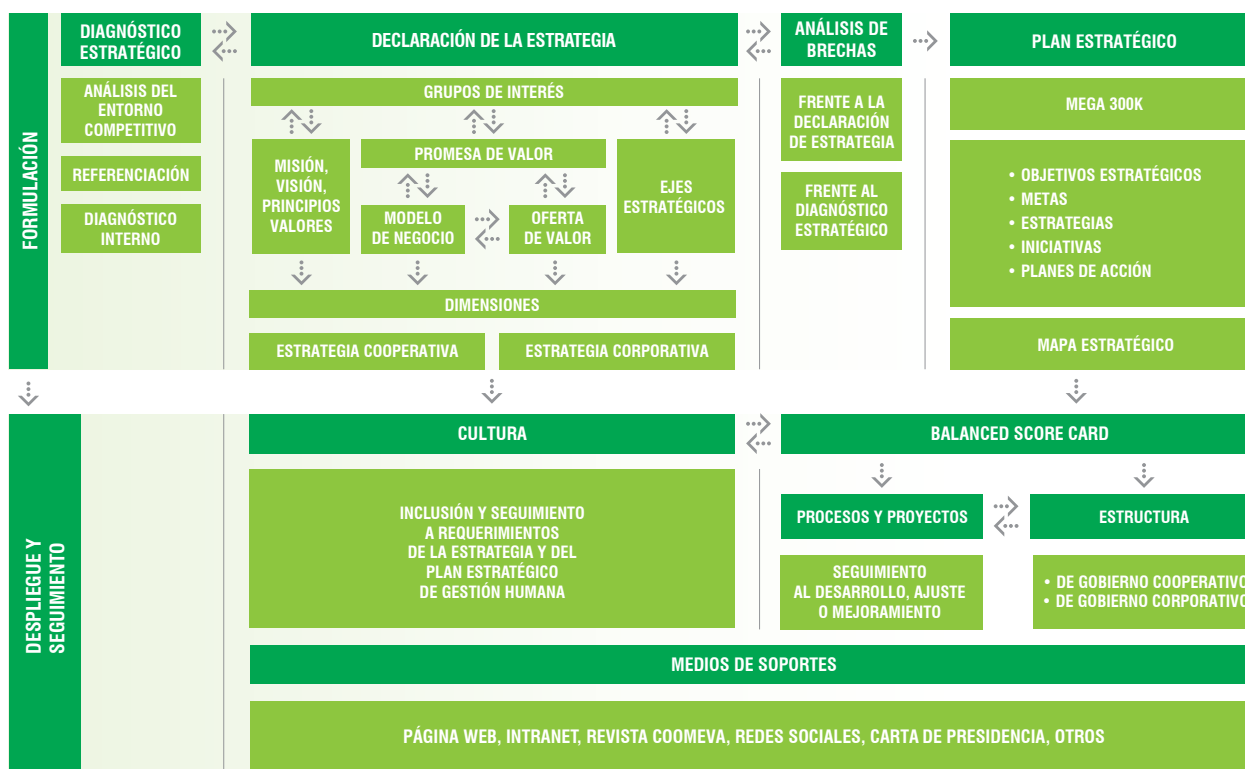 FORMULACIÓN
DIAGNÓSTICO
ESTRATÉGICO
ANÁLISIS DEL
ENTORNO
COMPETITIVO
REFERENCIACIÓN
DIAGNÓSTICO
INTERNO
DECLARACIÓN DE LA ESTRATEGIA
GRUPOS DE INTERÉS
MISIÓN,
VISIÓN,
PRINCIPIOS
VALORES
PROMESA DE VALOR
MODELO
DE NEGOCIO
OFERTA
DE VALOR
EJES
ESTRATÉGICOS
DIMENSIONES
ESTRATEGIA COOPERATIVA
ESTRATEGIA CORPORATIVA
ANÁLISIS DE
BRECHAS
FRENTE A LA
DECLARACIÓN
DE ESTRATEGIA
FRENTE AL
DIAGNÓSTICO
ESTRATÉGICO
PLAN ESTRATÉGICO
MEGA 300K
• OBJETIVOS ESTRATÉGICOS
• METAS
• ESTRATEGIAS
• INICIATIVAS
• PLANES DE ACCIÓN
MAPA ESTRATÉGICO
DESPLIEGUE Y
SEGUIMIENTO
CULTURA
INCLUSIÓN Y SEGUIMIENTO
A REQUERIMIENTOS
DE LA ESTRATEGIA Y DEL
PLAN ESTRATÉGICO
DE GESTIÓN HUMANA
BALANCED SCORE CARD
PROCESOS Y PROYECTOS
SEGUIMIENTO
AL DESARROLLO, AJUSTE
O MEJORAMIENTO
ESTRUCTURA
• DE GOBIERNO COOPERATIVO
• DE GOBIERNO CORPORATIVO
MEDIOS DE SOPORTES
PÁGINA WEB, INTRANET, REVISTA COOMEVA, REDES SOCIALES, CARTA DE PRESIDENCIA, OTROS